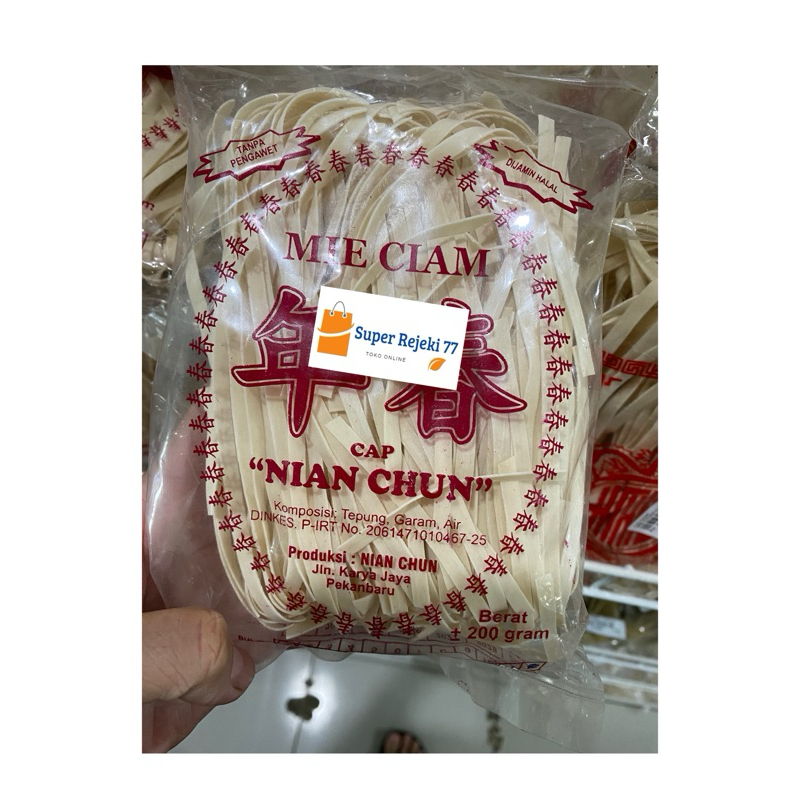 TANPA
PENGAWET
DIJAMIN HALAL
MIE CIAM
年春
Super Rejeki 77
TOKO ONLINE
CAP
“NIAN CHUN”
Komposisi: Tepung, Garam, Air
DINKES. P-IRT No. 2061471010467-25
Produksi : NIAN CHUN
Jln. Karya Jaya
Pekanbaru
Berat
± 200 gram